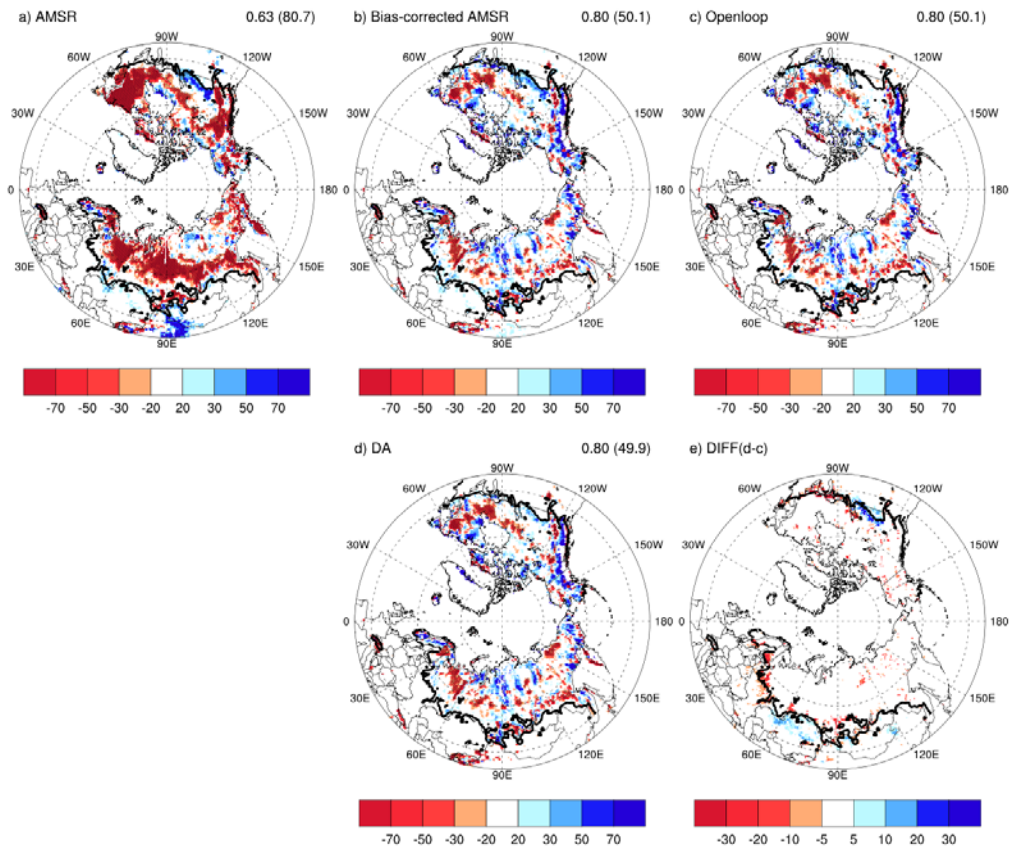 a) AMSR 0.63 (80.7)
b) Bias-corrected AMSR 0.80 (50.1)
c) Openloop 0.80 (50.1)
90W 90W 90W
60W 120W 60W 120W 60W 120W
30W 150W 30W 150W 30W 150W
0 180 0 180 0 180
30E 150E 30E 150E 30E 150E
60E 120E 60E 120E 60E 120E
90E 90E 90E
-70 -50 -30 -20 20 30 50 70
-70 -50 -30 -20 20 30 50 70
-70 -50 -30 -20 20 30 50 70
d) DA 0.80 (49.9)
e) DIFF(d-c)
90W 90W
60W 120W 60W 120W
30W 150W 30W 150W
0 180 0 180
30E 150E 30E 150E
60E 120E 60E 120E
90E 90E
-70 -50 -30 -20 20 30 50 70
-30 -20 -10 -5 5 10 20 30